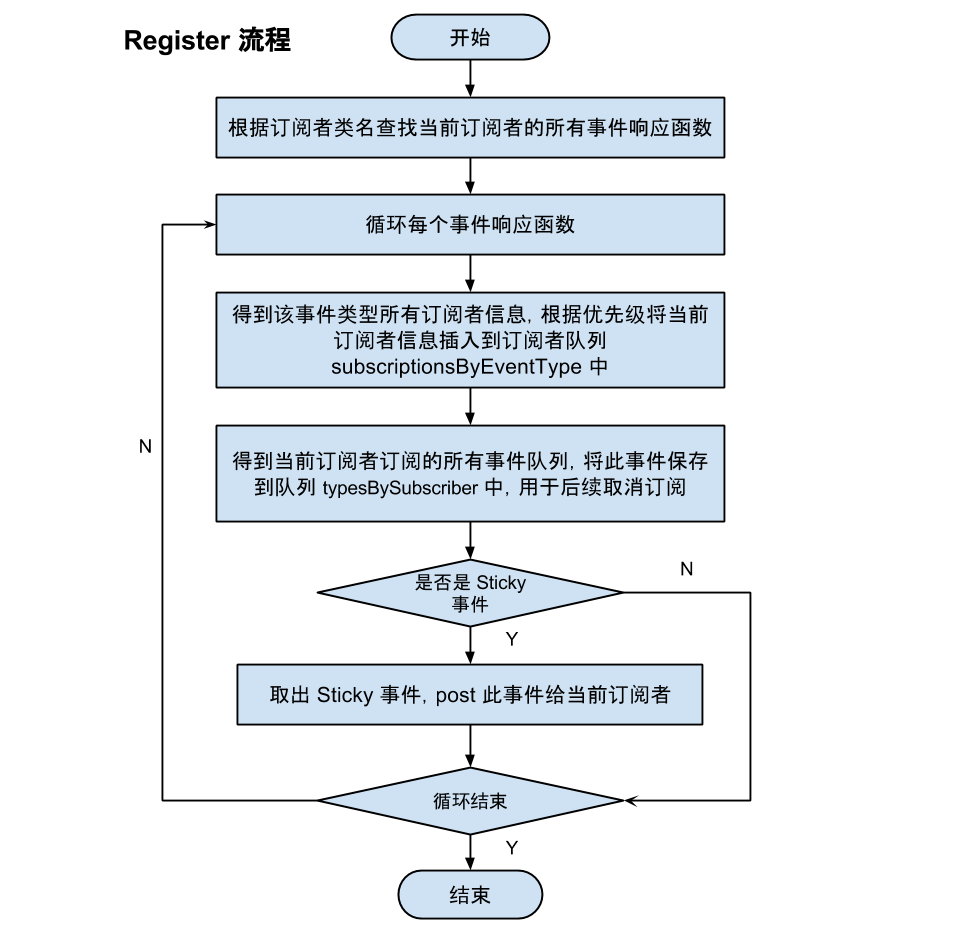 Register 流程
开始
根据订阅者类名查找当前订阅者的所有事件响应函数
循环每个事件响应函数
得到该事件类型所有订阅者信息, 根据优先级将当前
订阅者信息插入到订阅者队列
subscriptionsByEventType 中
N
得到当前订阅者订阅的所有事件队列, 将此事件保存
到队列 typesBySubscriber 中, 用于后续取消订阅
是否是 Sticky
事件
N
Y
取出 Sticky 事件, post 此事件给当前订阅者
循环结束
Y
结束